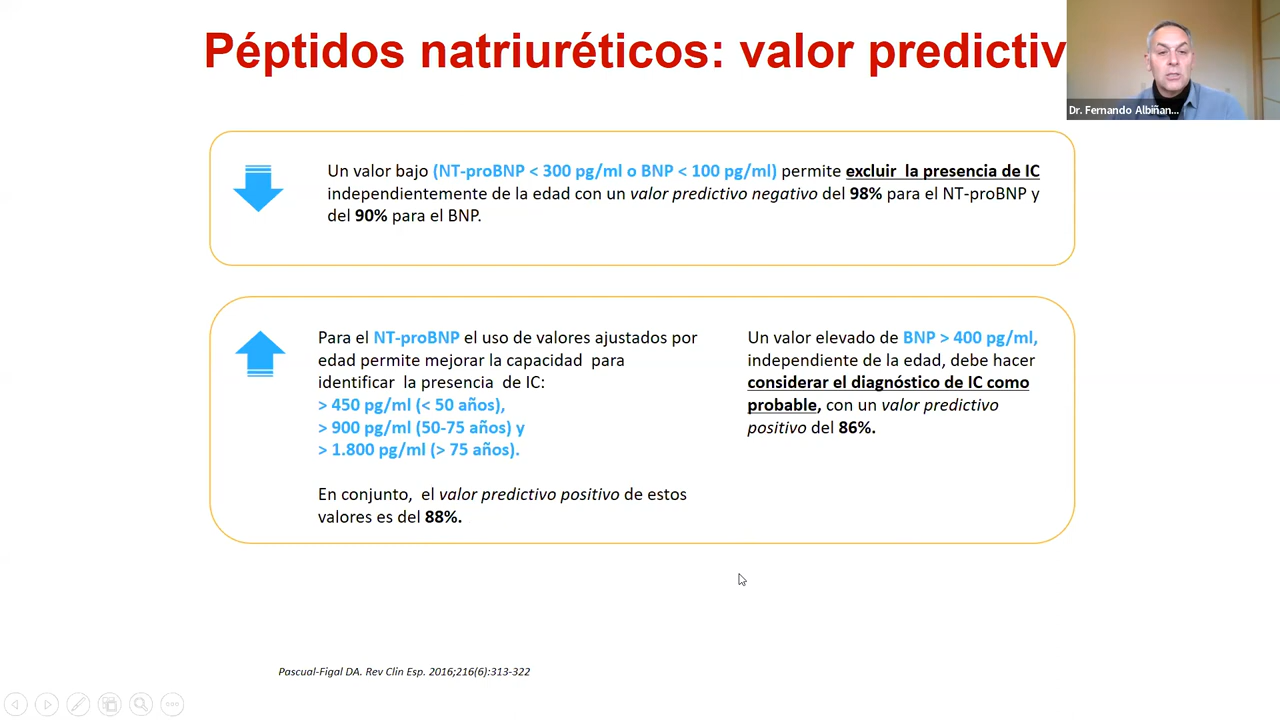 Péptidos natriuréticos: valor predictiv
Dr. Fernando Albiñan...
Un valor bajo (NT-proBNP < 300 pg/ml o BNP < 100 pg/ml) permite excluir la presencia de IC
independientemente de la edad con un valor predictivo negativo del 98% para el NT-proBNP y
del 90% para el BNP.
Para el NT-proBNP el uso de valores ajustados por
edad permite mejorar la capacidad para
identificar la presencia de IC:
> 450 pg/ml (< 50 años),
> 900 pg/ml (50-75 años) y
> 1.800 pg/ml (> 75 años).
En conjunto, el valor predictivo positivo de estos
valores es del 88%.
Un valor elevado de BNP > 400 pg/ml,
independiente de la edad, debe hacer
considerar el diagnóstico de IC como
probable, con un valor predictivo
positivo del 86%.
Pascual-Figal DA. Rev Clin Esp. 2016;216(6):313-322